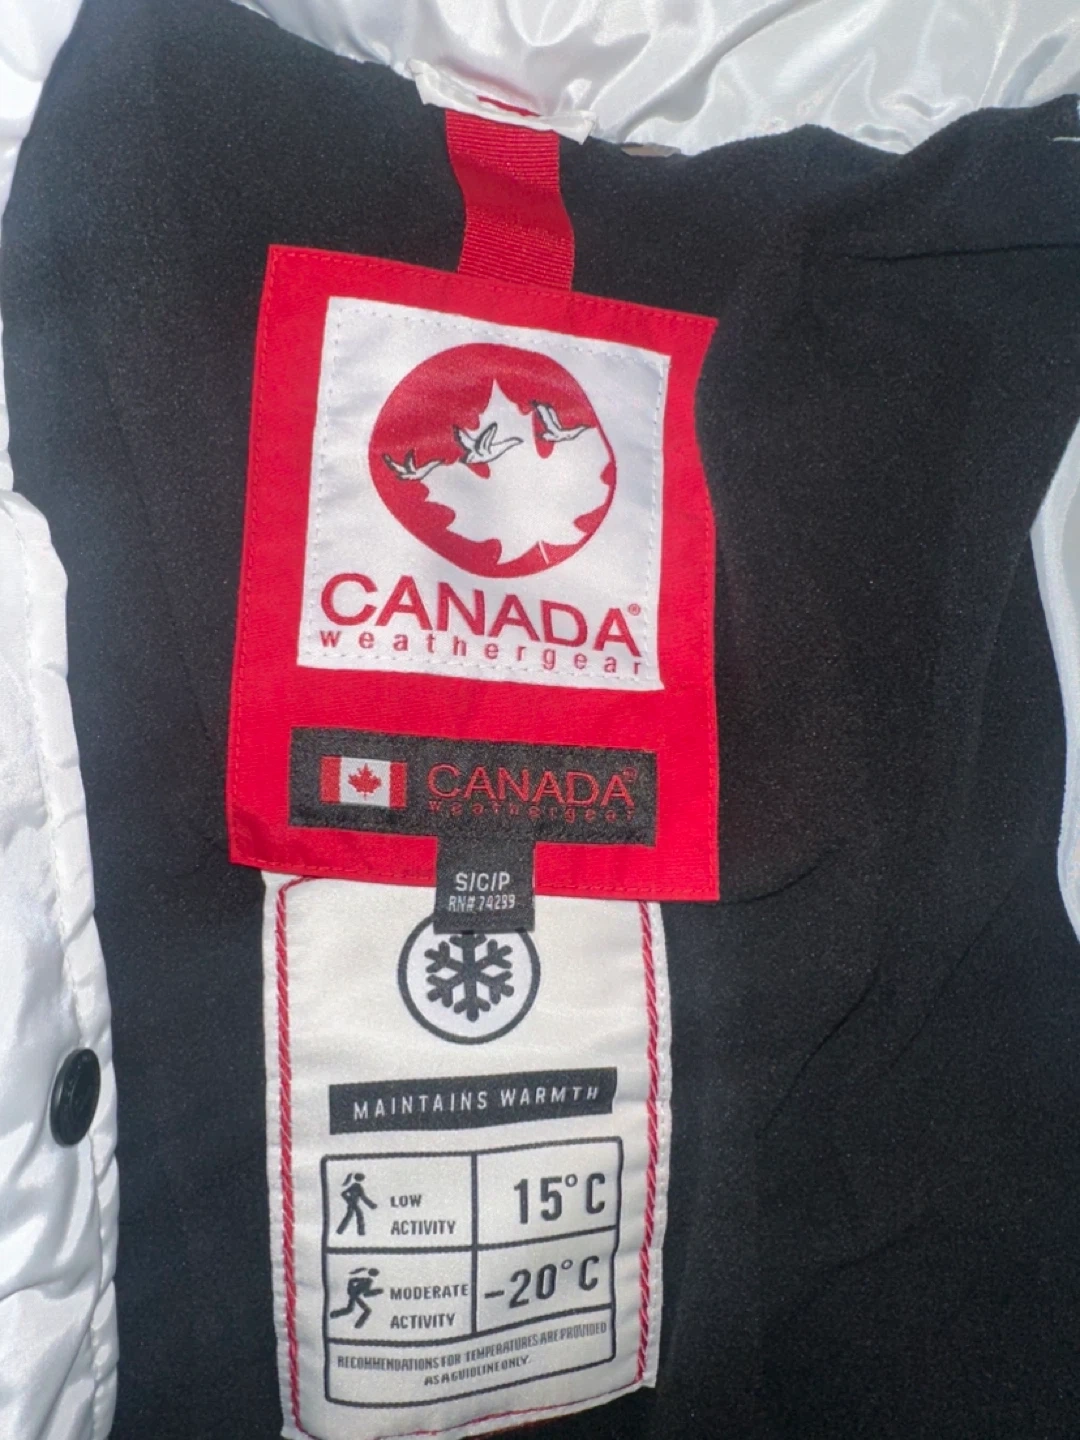 CANADA®
weathergear
CANADA®
weathergear
S/C/P
RN# 74299
MAINTAINS WARMTH
LOW
ACTIVITY
15°C
MODERATE
ACTIVITY
-20°C
RECOMMENDATIONS FOR TEMPERATURES ARE PROVIDED
AS A GUIDLINE ONLY.